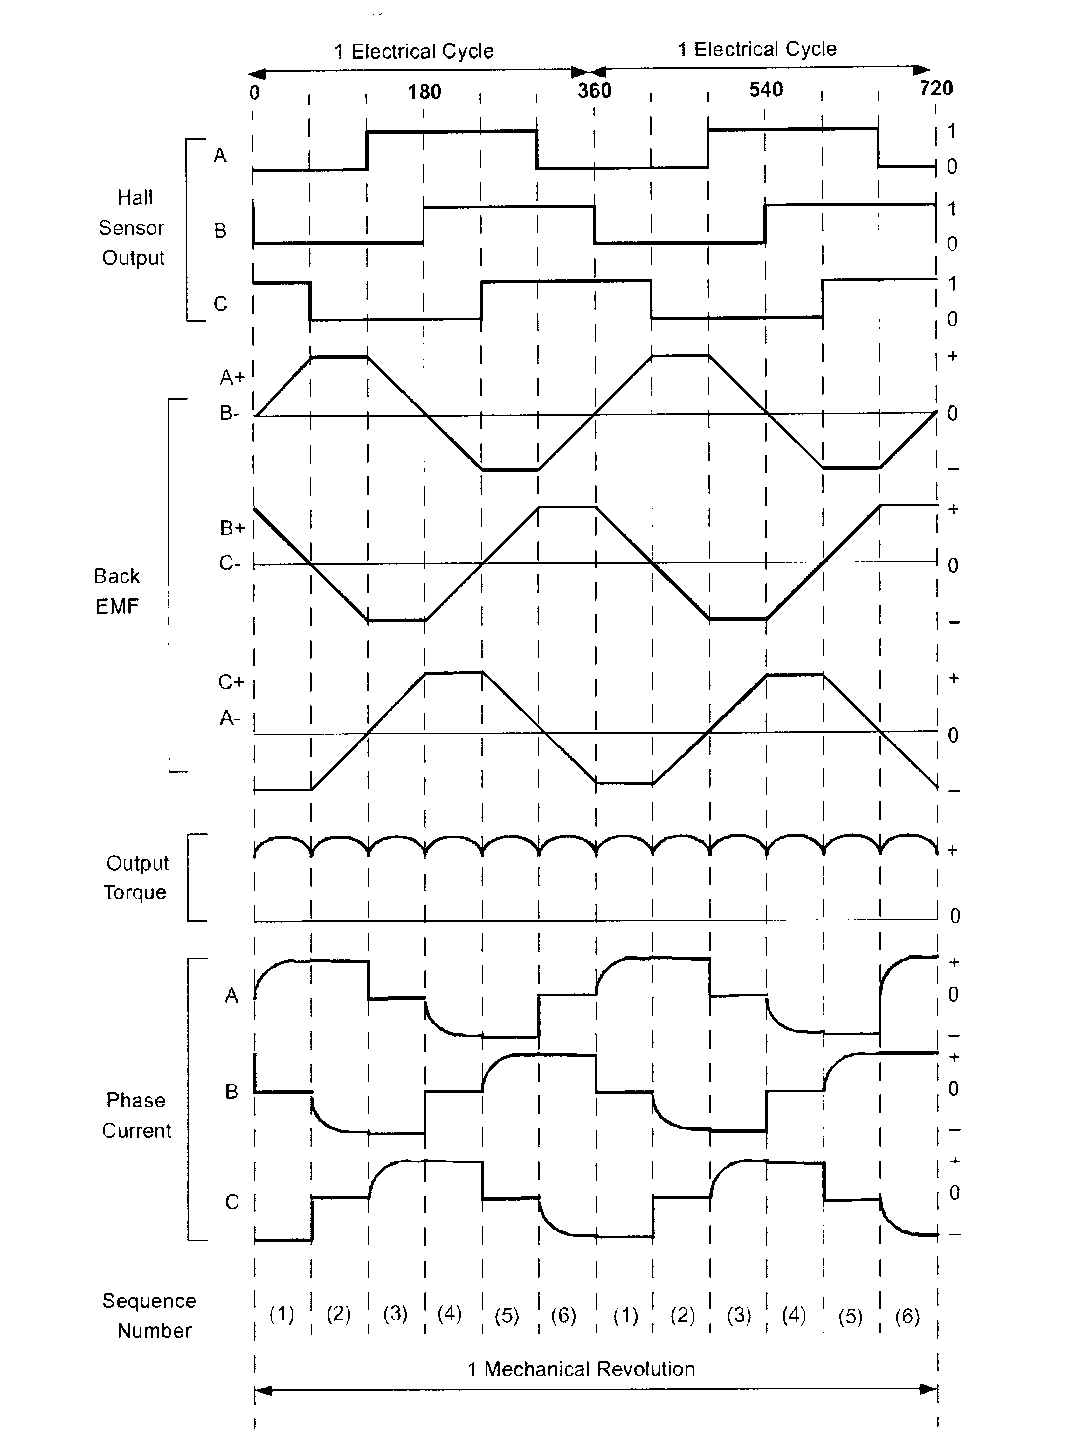 1 Electrical Cycle 1 Electrical Cycle
0 180 360 540 720
A 1
0
Hall
Sensor
Output
B 1
0
C 1
0
A+ +
B- 0
–
B+ +
C- 0
–
Back
EMF
C+ +
A- 0
–
Output
Torque
+
0
A +
0
–
B +
0
–
Phase
Current
C +
0
–
Sequence
Number
(1) (2) (3) (4) (5) (6) (1) (2) (3) (4) (5) (6)
1 Mechanical Revolution